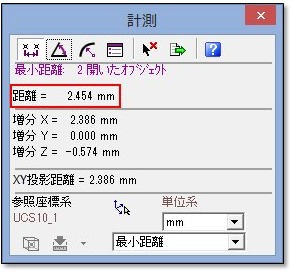 計測
最小距離: 2 開いたオブジェクト
距離 = 2.454 mm
増分 X = 2.386 mm
増分 Y = 0.000 mm
増分 Z = -0.574 mm
XY投影距離 = 2.386 mm
参照座標系 単位系
UCS10_1 mm
最小距離